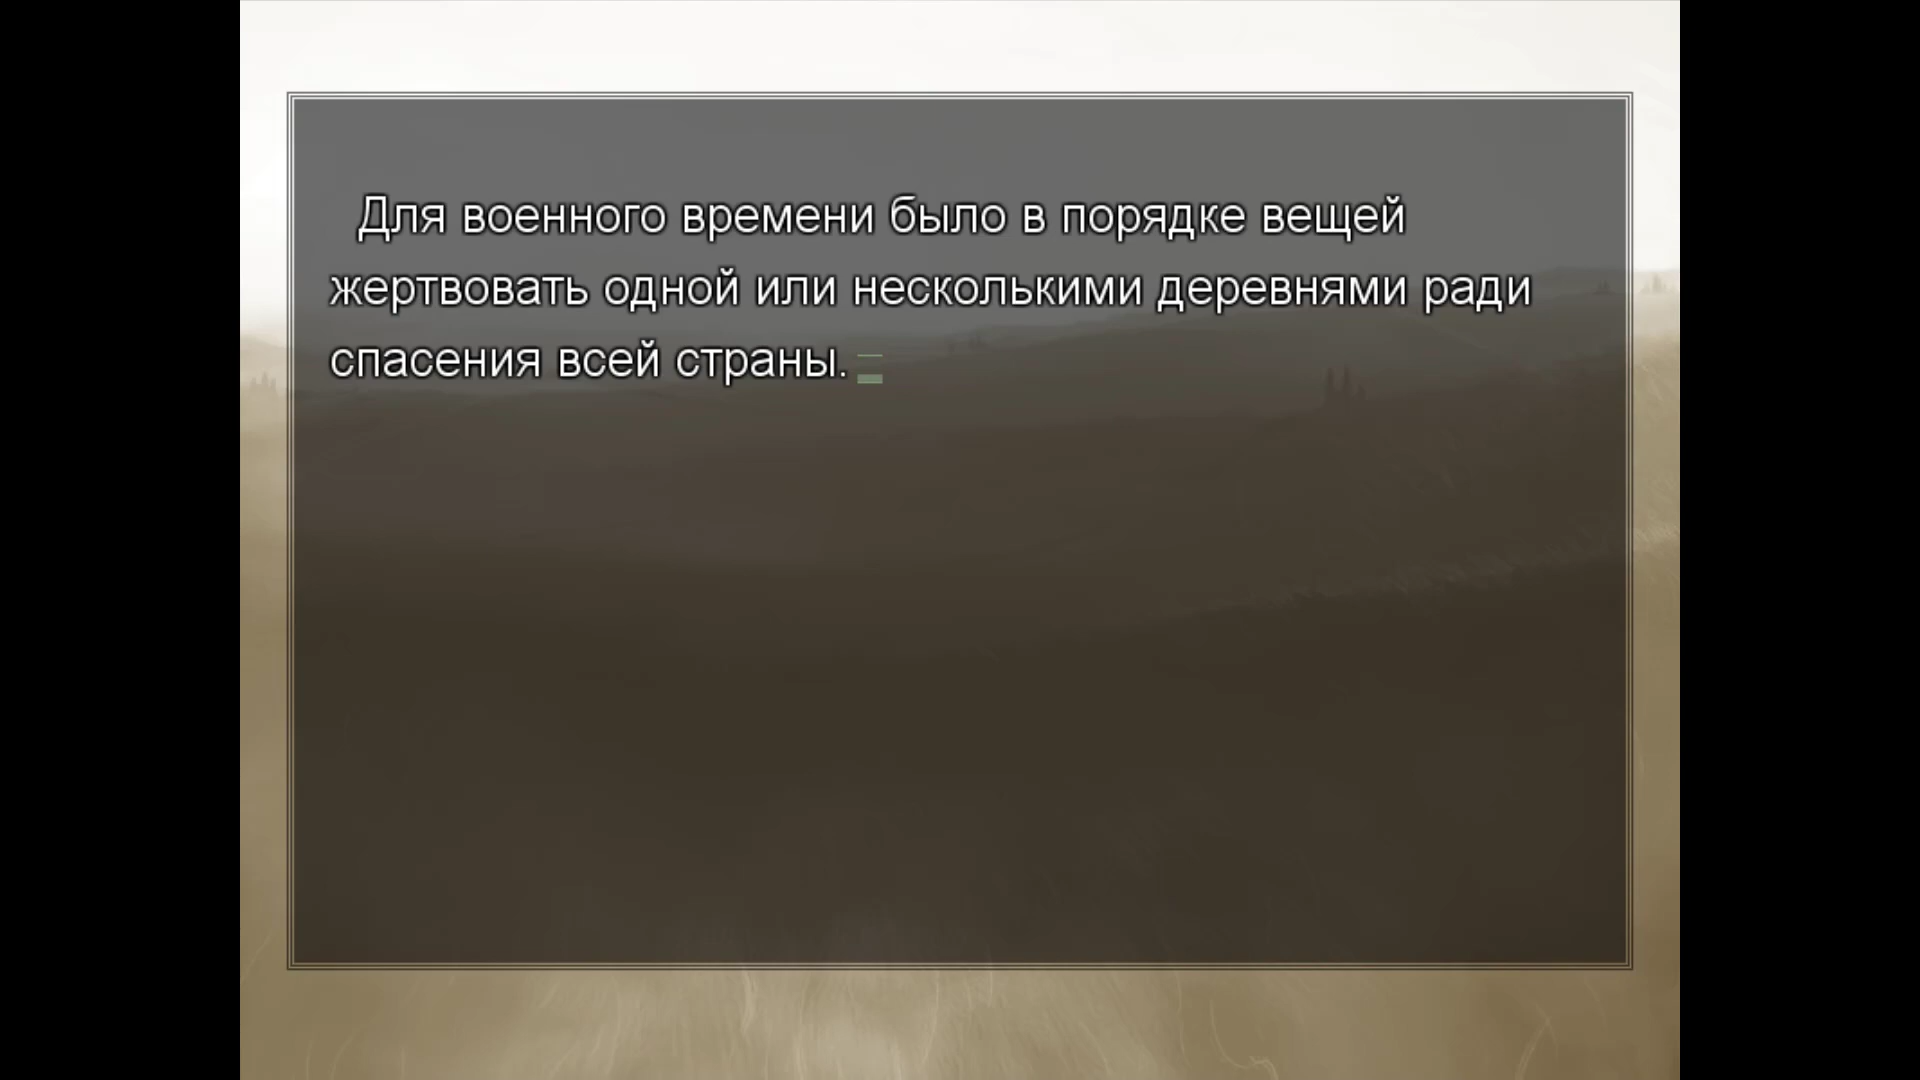 Для военного времени было в порядке вещей
жертвовать одной или несколькими деревнями ради
спасения всей страны.